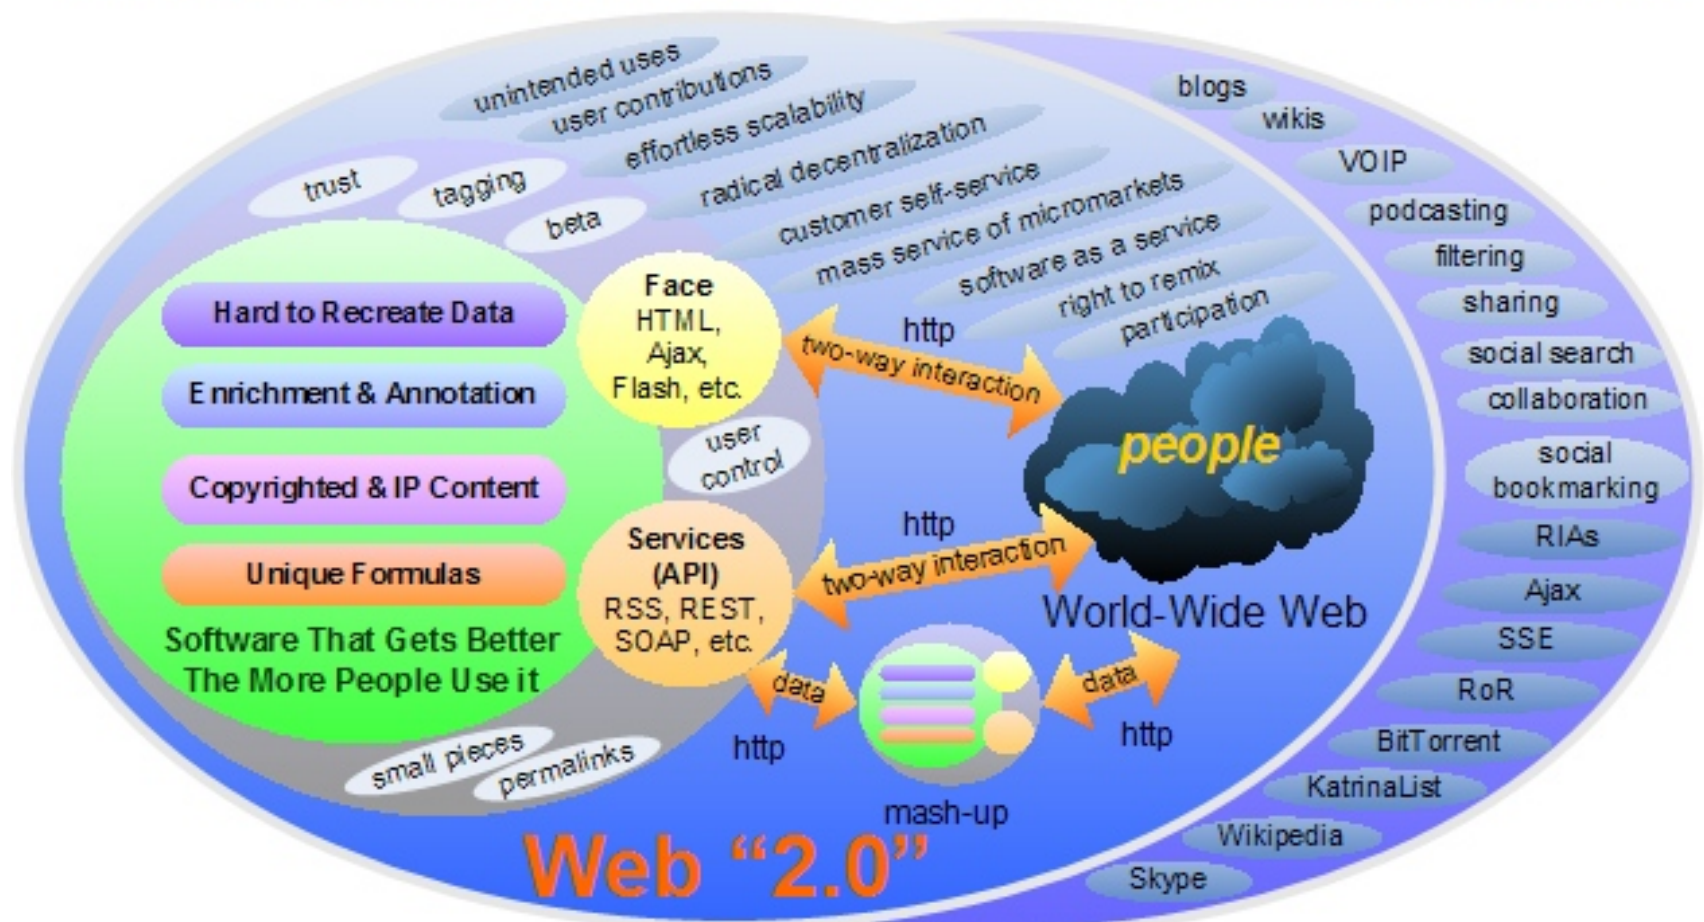 unintended uses
user contributions
effortless scalability
radical decentralization
customer self-service
mass service of micromarkets
software as a service
right to remix
participation
trust
tagging
beta
Hard to Recreate Data
Enrichment & Annotation
Copyrighted & IP Content
Unique Formulas
Software That Gets Better
The More People Use it
Face
HTML,
Ajax,
Flash, etc.
user
control
Services
(API)
RSS, REST,
SOAP, etc.
small pieces
permalinks
http
two-way interaction
http
two-way interaction
people
World-Wide Web
data
http
data
http
mash-up
Web “2.0”
blogs
wikis
VOIP
podcasting
filtering
sharing
social search
collaboration
social
bookmarking
RIAs
Ajax
SSE
RoR
BitTorrent
KatrinaList
Wikipedia
Skype